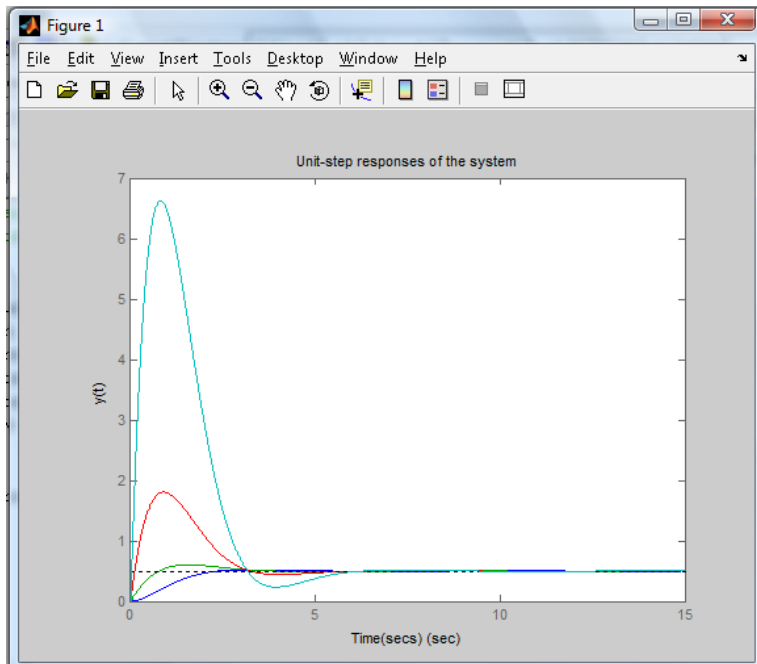 Figure 1
File Edit View Insert Tools Desktop Window Help
Unit-step responses of the system
7
6
5
4
3
2
1
0
y(t)
0 5 10 15
Time(secs) (sec)